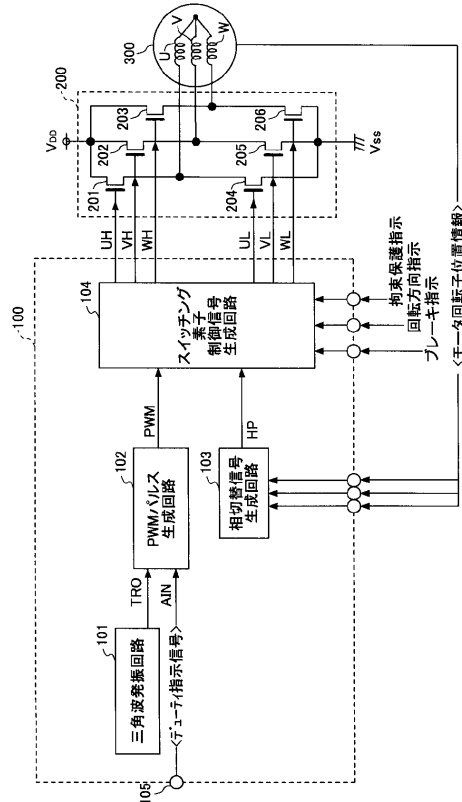 100
101
三角波発振回路
TRO
AIN
105
<デューティ指示信号>
102
PWMパルス
生成回路
PWM
103
相切替信号
生成回路
HP
104
スイッチング
素子
制御信号
生成回路
UH
VH
WH
UL
VL
WL
拘束保護指示
回転方向指示
ブレーキ指示
<モータ回転子位置情報>
200
VDD
201
202
203
204
205
206
VSS
300
U
V
W